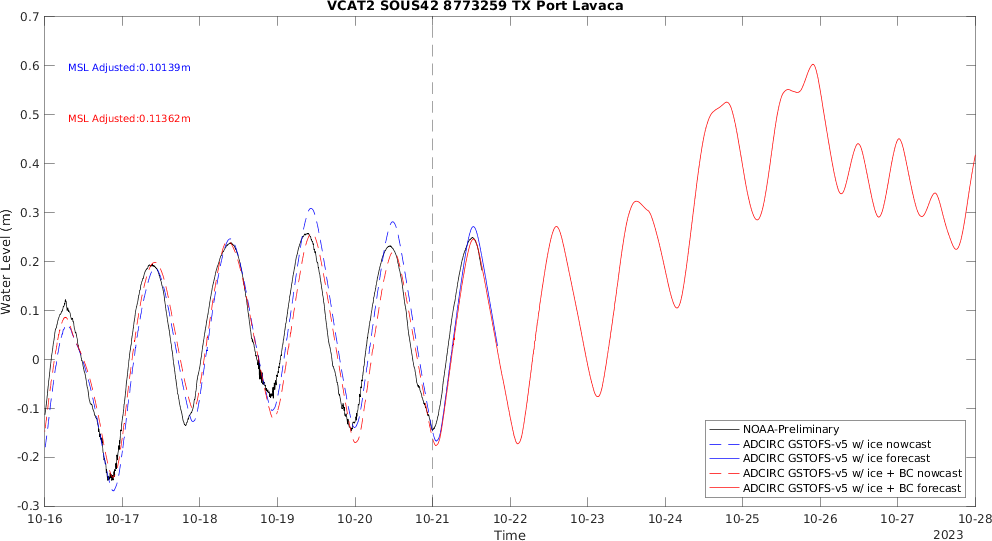 VCAT2 SOUS42 8773259 TX Port Lavaca
0.7
0.6
0.5
0.4
0.3
0.2
0.1
0
-0.1
-0.2
-0.3
Water Level (m)
MSL Adjusted:0.10139m
MSL Adjusted:0.11362m
NOAA-Preliminary
ADCIRC GSTOFS-v5 w/ ice nowcast
ADCIRC GSTOFS-v5 w/ ice forecast
ADCIRC GSTOFS-v5 w/ ice + BC nowcast
ADCIRC GSTOFS-v5 w/ ice + BC forecast
10-16 10-17 10-18 10-19 10-20 10-21 10-22 10-23 10-24 10-25 10-26 10-27 10-28
Time
2023